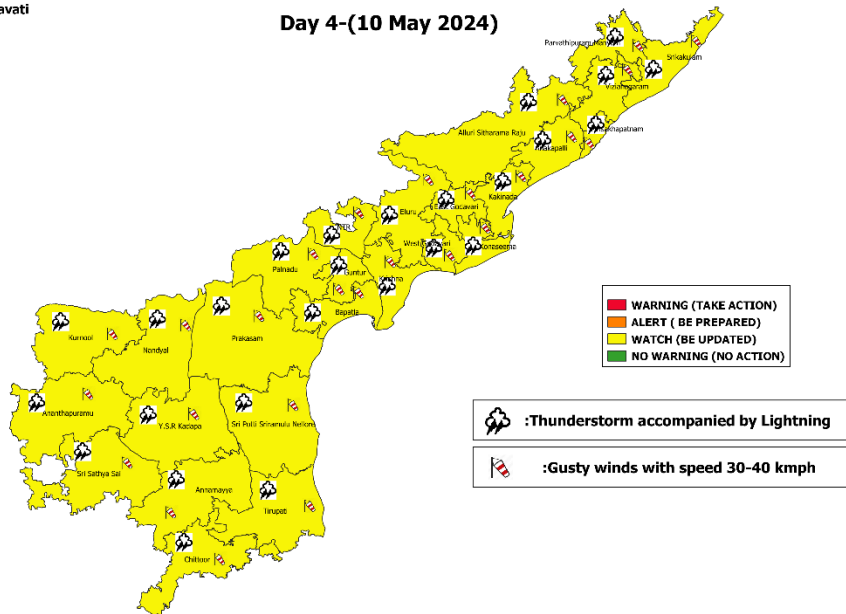 avati
Day 4-(10 May 2024)
Parvathipuram Manyam
Srikakulam
Vizianagaram
Alluri Sitharama Raju
Anakapalli
Kakinada
East Godavari
Eluru
NTR
West Godavari
Konaseema
Palnadu
Guntur
Krishna
Bapatla
Prakasam
Kurnool
Nandyal
Ananthapuramu
Y.S.R Kadapa
Sri Potti Sriramulu Nellore
Sri Sathya Sai
Annamayya
Tirupati
Chittoor
WARNING (TAKE ACTION)
ALERT ( BE PREPARED)
WATCH (BE UPDATED)
NO WARNING (NO ACTION)
:Thunderstorm accompanied by Lightning
:Gusty winds with speed 30-40 kmph